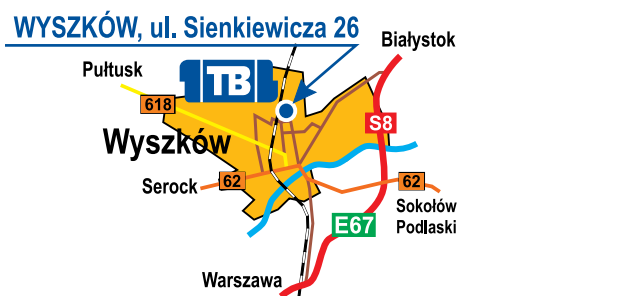 WYSZKÓW, ul. Sienkiewicza 26
Białystok
Pułtusk
TB
618
S8
Wyszków
Serock
62
62
Sokołów
Podlaski
E67
Warszawa